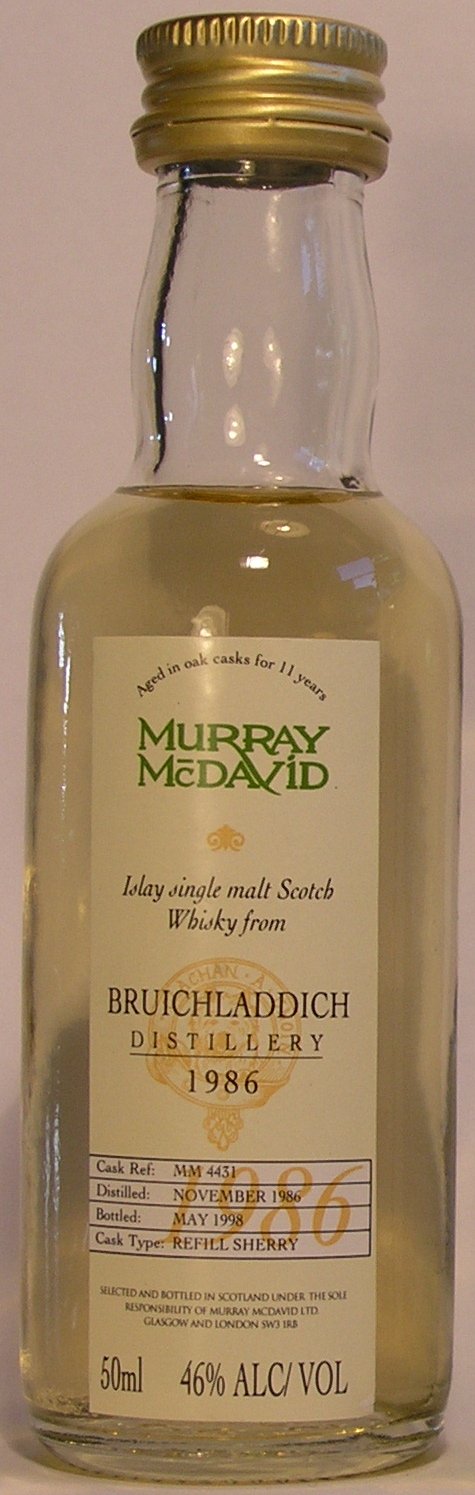 Aged in oak casks for 11 years
MURRAY
McDAVID
Islay single malt Scotch
Whisky from
BRUICHLADDICH
DISTILLERY
1986
Cask Ref: MM 4431
Distilled: NOVEMBER 1986
Bottled: MAY 1998
Cask Type: REFILL SHERRY
1986
SELECTED AND BOTTLED IN SCOTLAND UNDER THE SOLE
RESPONSIBILITY OF MURRAY MCDAVID LTD.
GLASGOW AND LONDON SW3 1RB
50ml 46% ALC/VOL